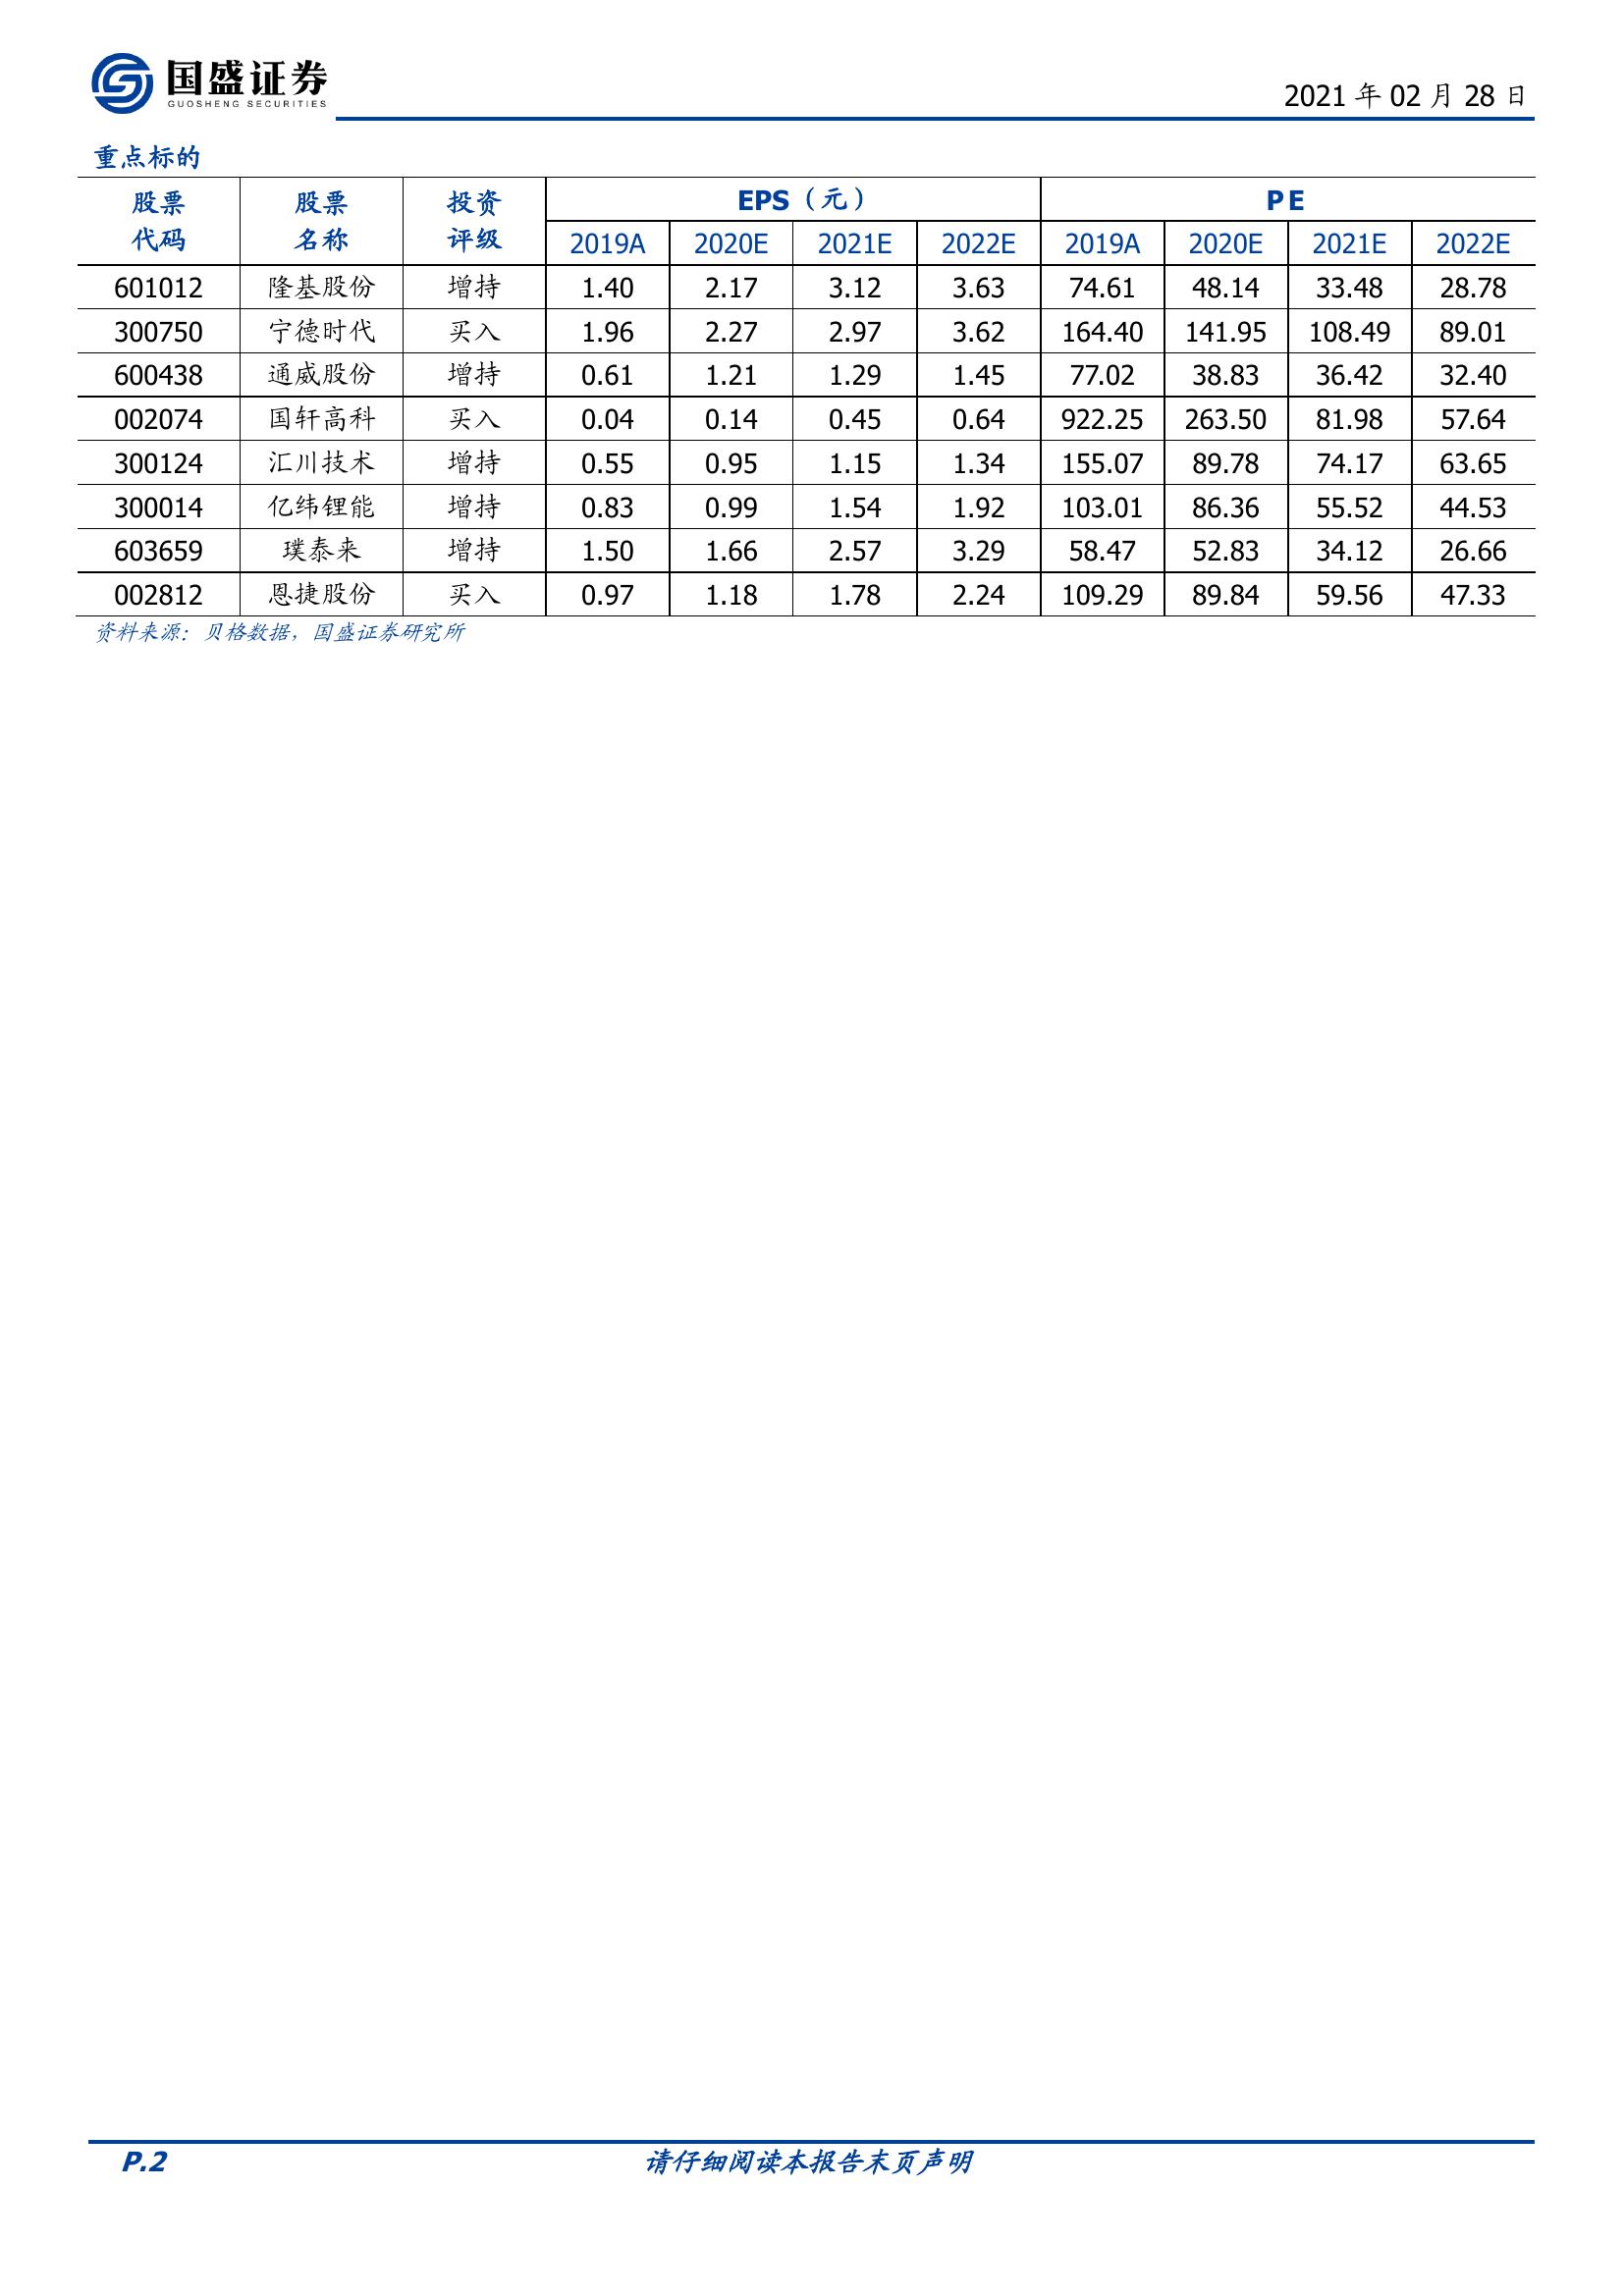 国盛证券
GUOSHENG SECURITIES
2021 年 02 月 28 日
重点标的
股票代码 股票名称 投资评级 EPS（元） PE
2019A 2020E 2021E 2022E 2019A 2020E 2021E 2022E
601012 隆基股份 增持 1.40 2.17 3.12 3.63 74.61 48.14 33.48 28.78
300750 宁德时代 买入 1.96 2.27 2.97 3.62 164.40 141.95 108.49 89.01
600438 通威股份 增持 0.61 1.21 1.29 1.45 77.02 38.83 36.42 32.40
002074 国轩高科 买入 0.04 0.14 0.45 0.64 922.25 263.50 81.98 57.64
300124 汇川技术 增持 0.55 0.95 1.15 1.34 155.07 89.78 74.17 63.65
300014 亿纬锂能 增持 0.83 0.99 1.54 1.92 103.01 86.36 55.52 44.53
603659 璞泰来 增持 1.50 1.66 2.57 3.29 58.47 52.83 34.12 26.66
002812 恩捷股份 买入 0.97 1.18 1.78 2.24 109.29 89.84 59.56 47.33
资料来源：贝格数据，国盛证券研究所
P.2 请仔细阅读本报告末页声明